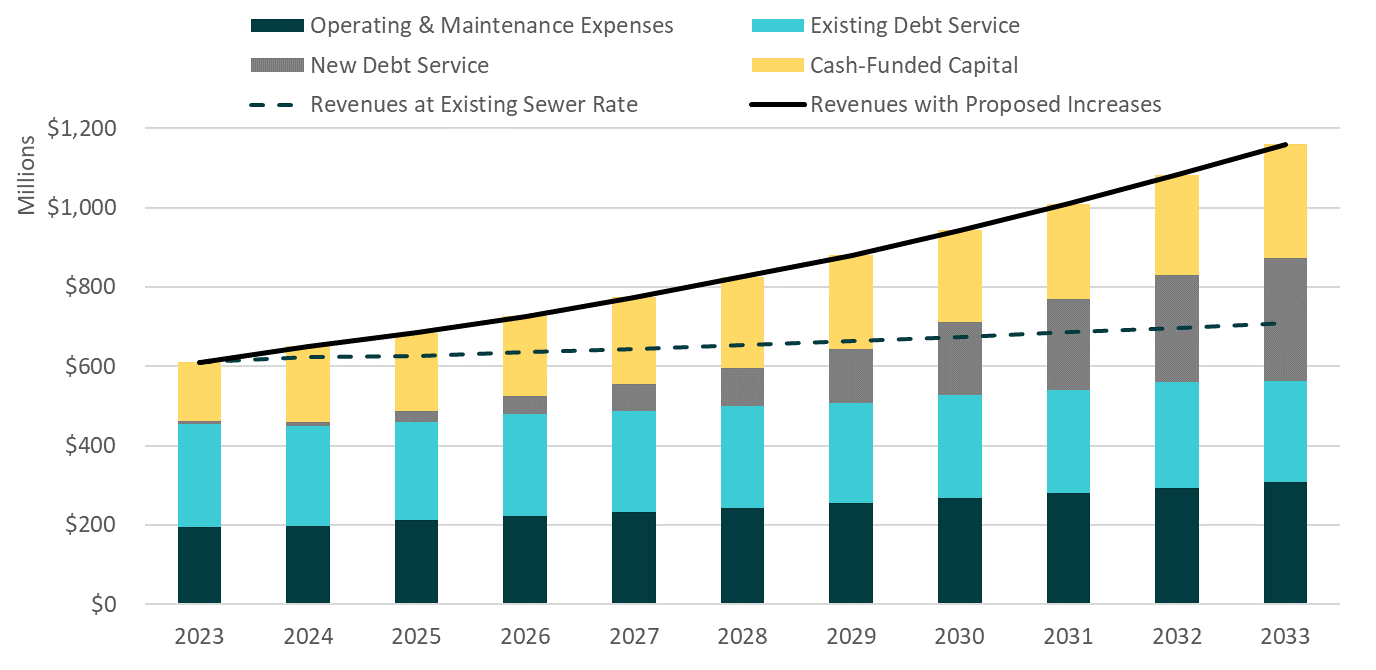 Operating & Maintenance Expenses
Existing Debt Service
New Debt Service
Cash-Funded Capital
Revenues at Existing Sewer Rate
Revenues with Proposed Increases
Millions
$1,200
$1,000
$800
$600
$400
$200
$0
2023 2024 2025 2026 2027 2028 2029 2030 2031 2032 2033